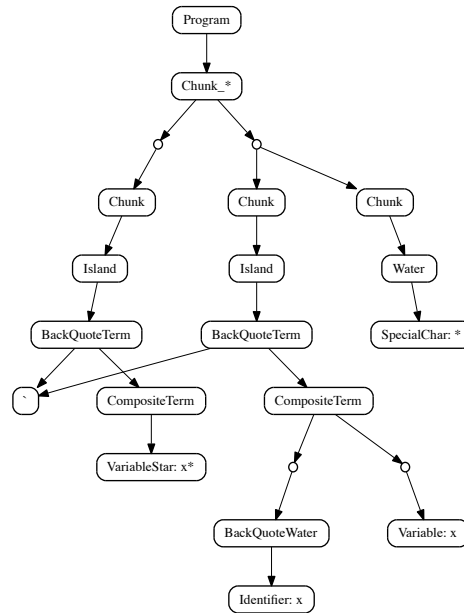 Program
Chunk_*
Chunk Chunk Chunk
Island Island Water
BackQuoteTerm BackQuoteTerm SpecialChar: *
` CompositeTerm CompositeTerm
VariableStar: x*
BackQuoteWater Variable: x
Identifier: x